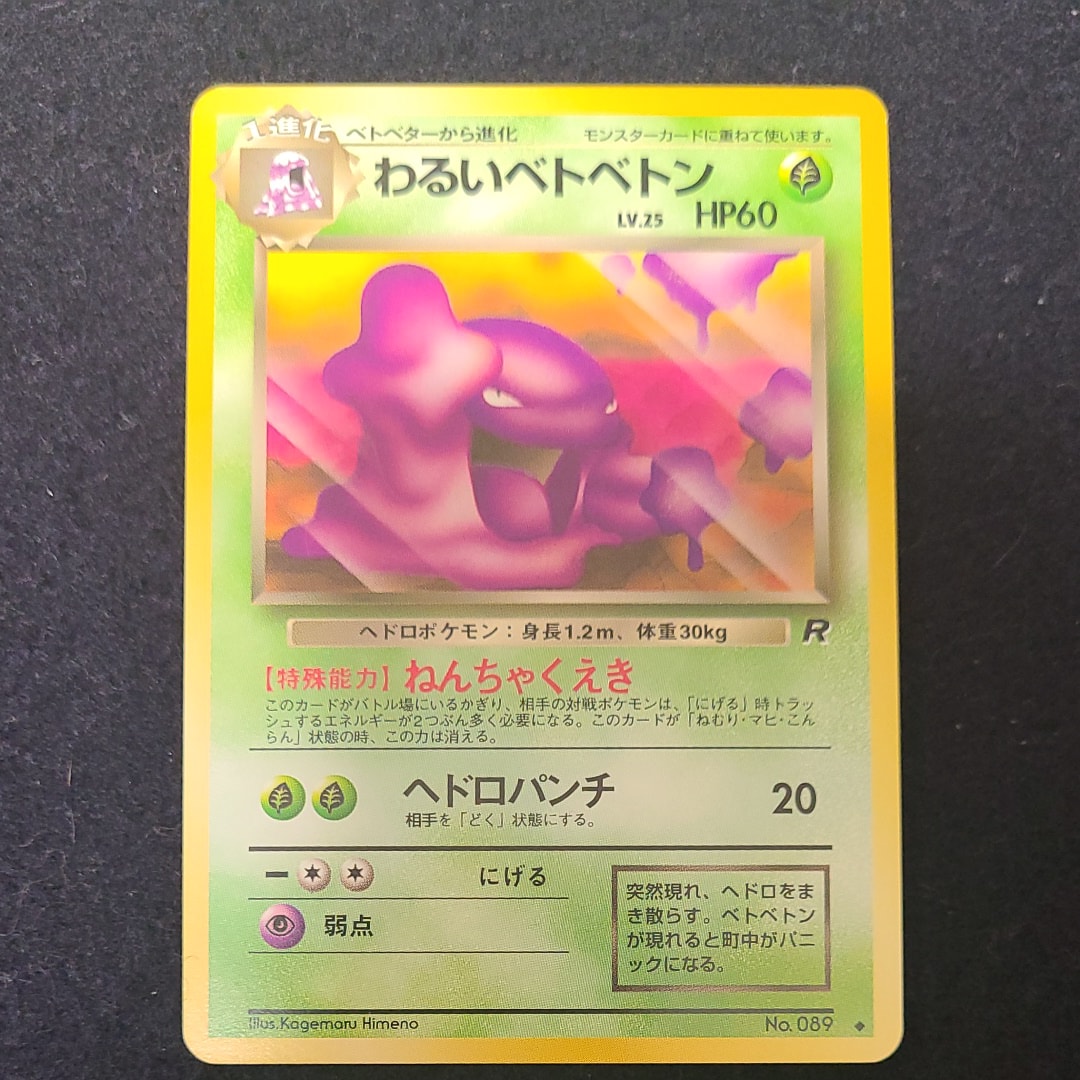 1進化
ベトベターから進化
モンスターカードに重ねて使います。
わるいベトベトン
LV.25 HP60
ヘドロポケモン：身長1.2m、体重30kg
R
【特殊能力】ねんちゃくえき
このカードがバトル場にいるかぎり、相手の対戦ポケモンは、「にげる」時トラッ
シュするエネルギーが2つぶん多く必要になる。このカードが「ねむり・マヒ・こん
らん」状態の時、この力は消える。
ヘドロパンチ 20
相手を「どく」状態にする。
ー にげる
弱点
突然現れ、ヘドロをま
き散らす。ベトベトン
が現れると町中がパニ
ックになる。
Illus.Kagemaru Himeno
No.089